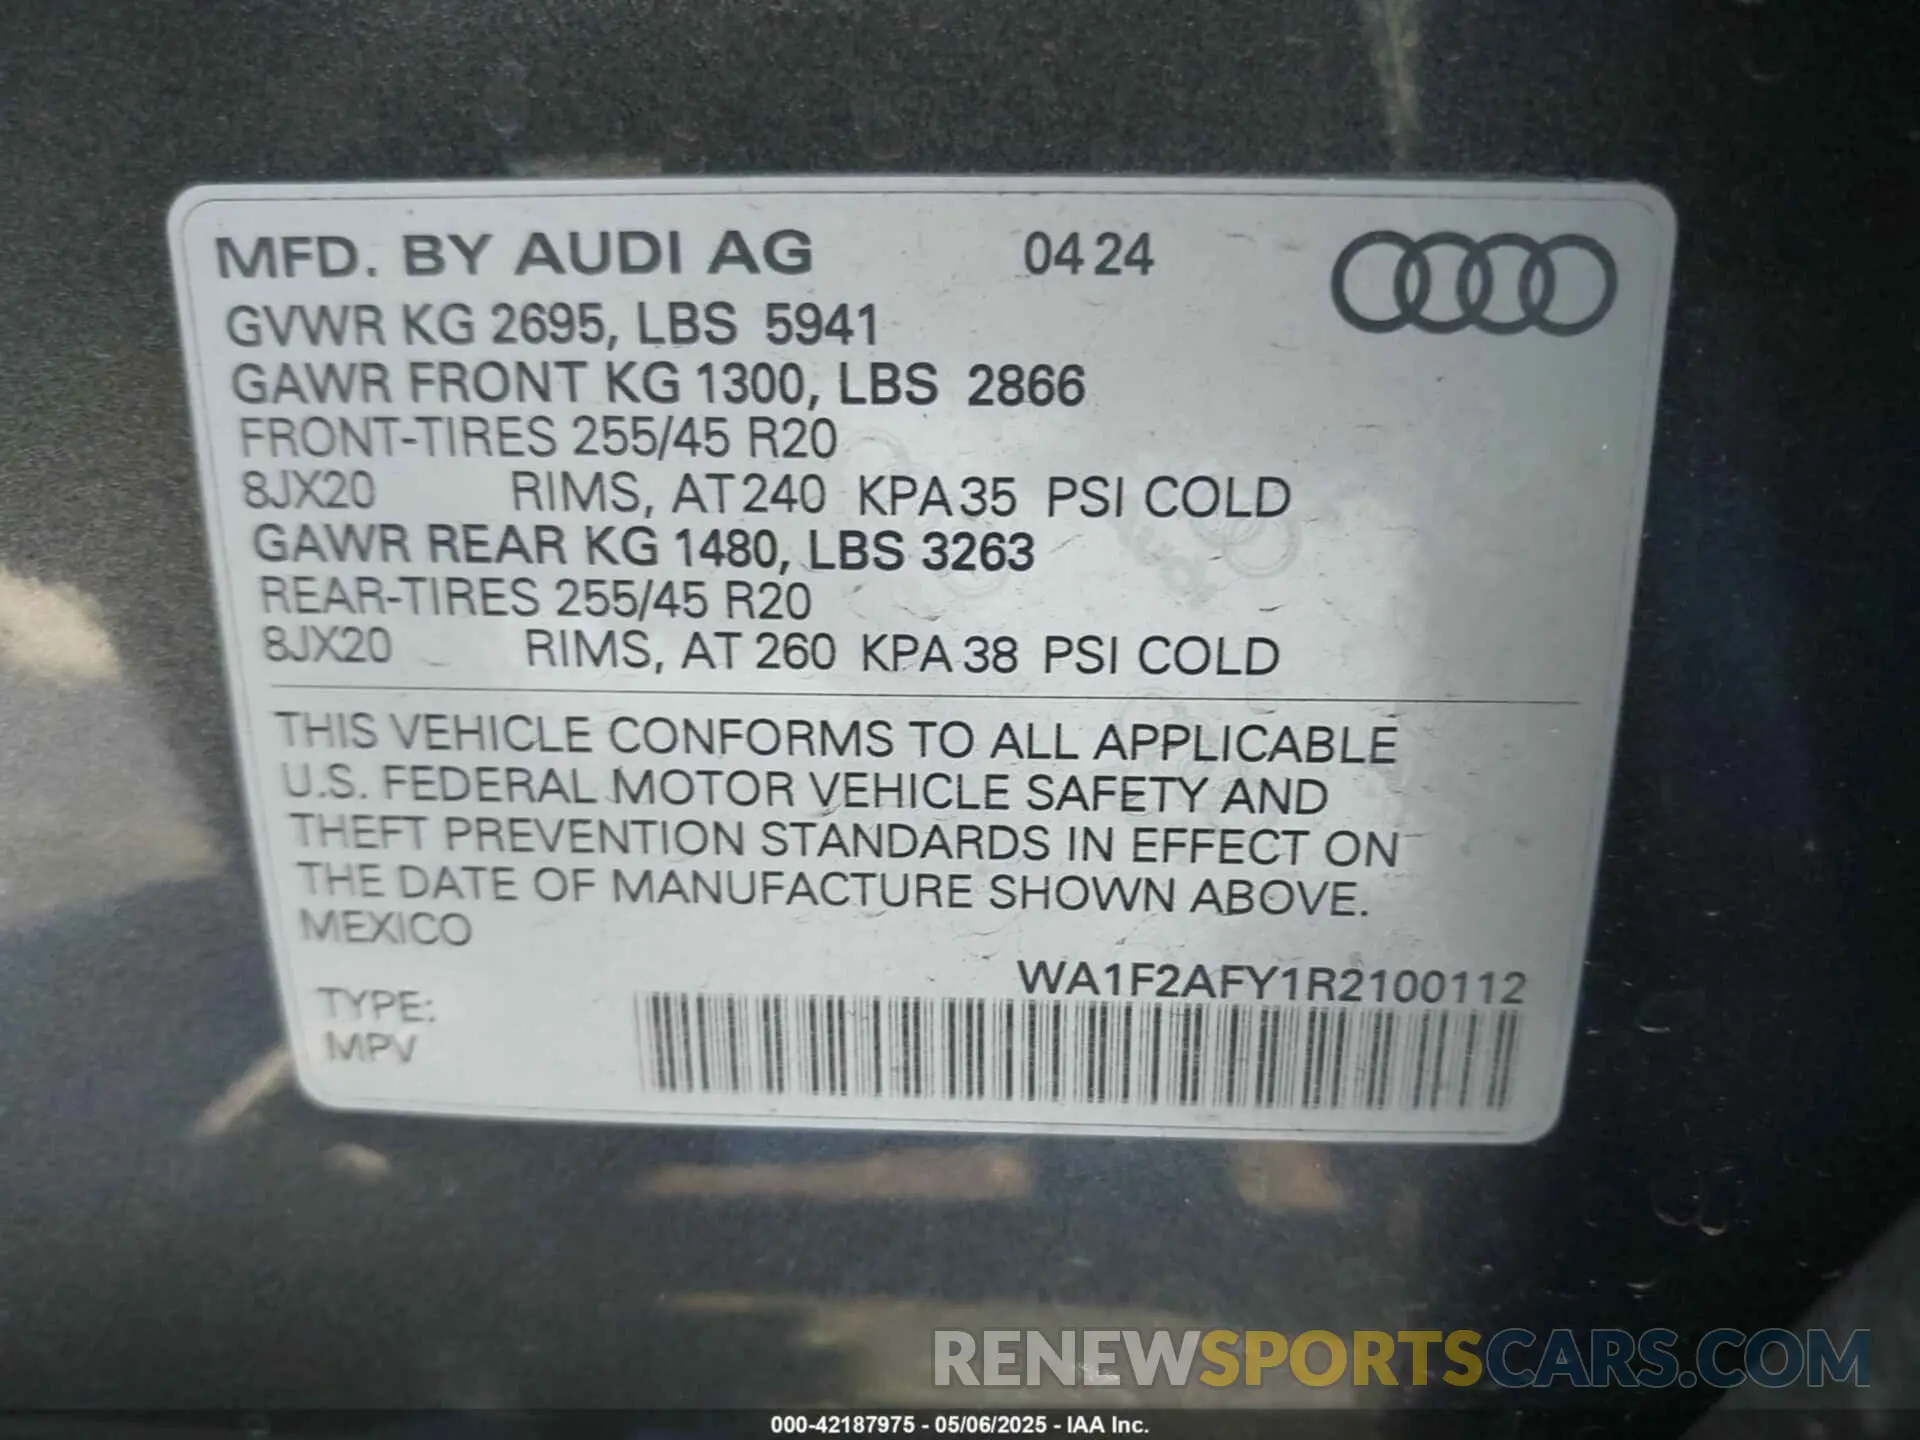 MFD. BY AUDI AG 04 24
GVWR KG 2695, LBS 5941
GAWR FRONT KG 1300, LBS 2866
FRONT-TIRES 255/45 R20
8JX20 RIMS, AT 240 KPA 35 PSI COLD
GAWR REAR KG 1480, LBS 3263
REAR-TIRES 255/45 R20
8JX20 RIMS, AT 260 KPA 38 PSI COLD
THIS VEHICLE CONFORMS TO ALL APPLICABLE
U.S. FEDERAL MOTOR VEHICLE SAFETY AND
THEFT PREVENTION STANDARDS IN EFFECT ON
THE DATE OF MANUFACTURE SHOWN ABOVE.
MEXICO
WA1F2AFY1R2100112
TYPE:
MPV
RENEWSPORTSCARS.COM
000-42187975 - 05/06/2025 - IAA Inc.